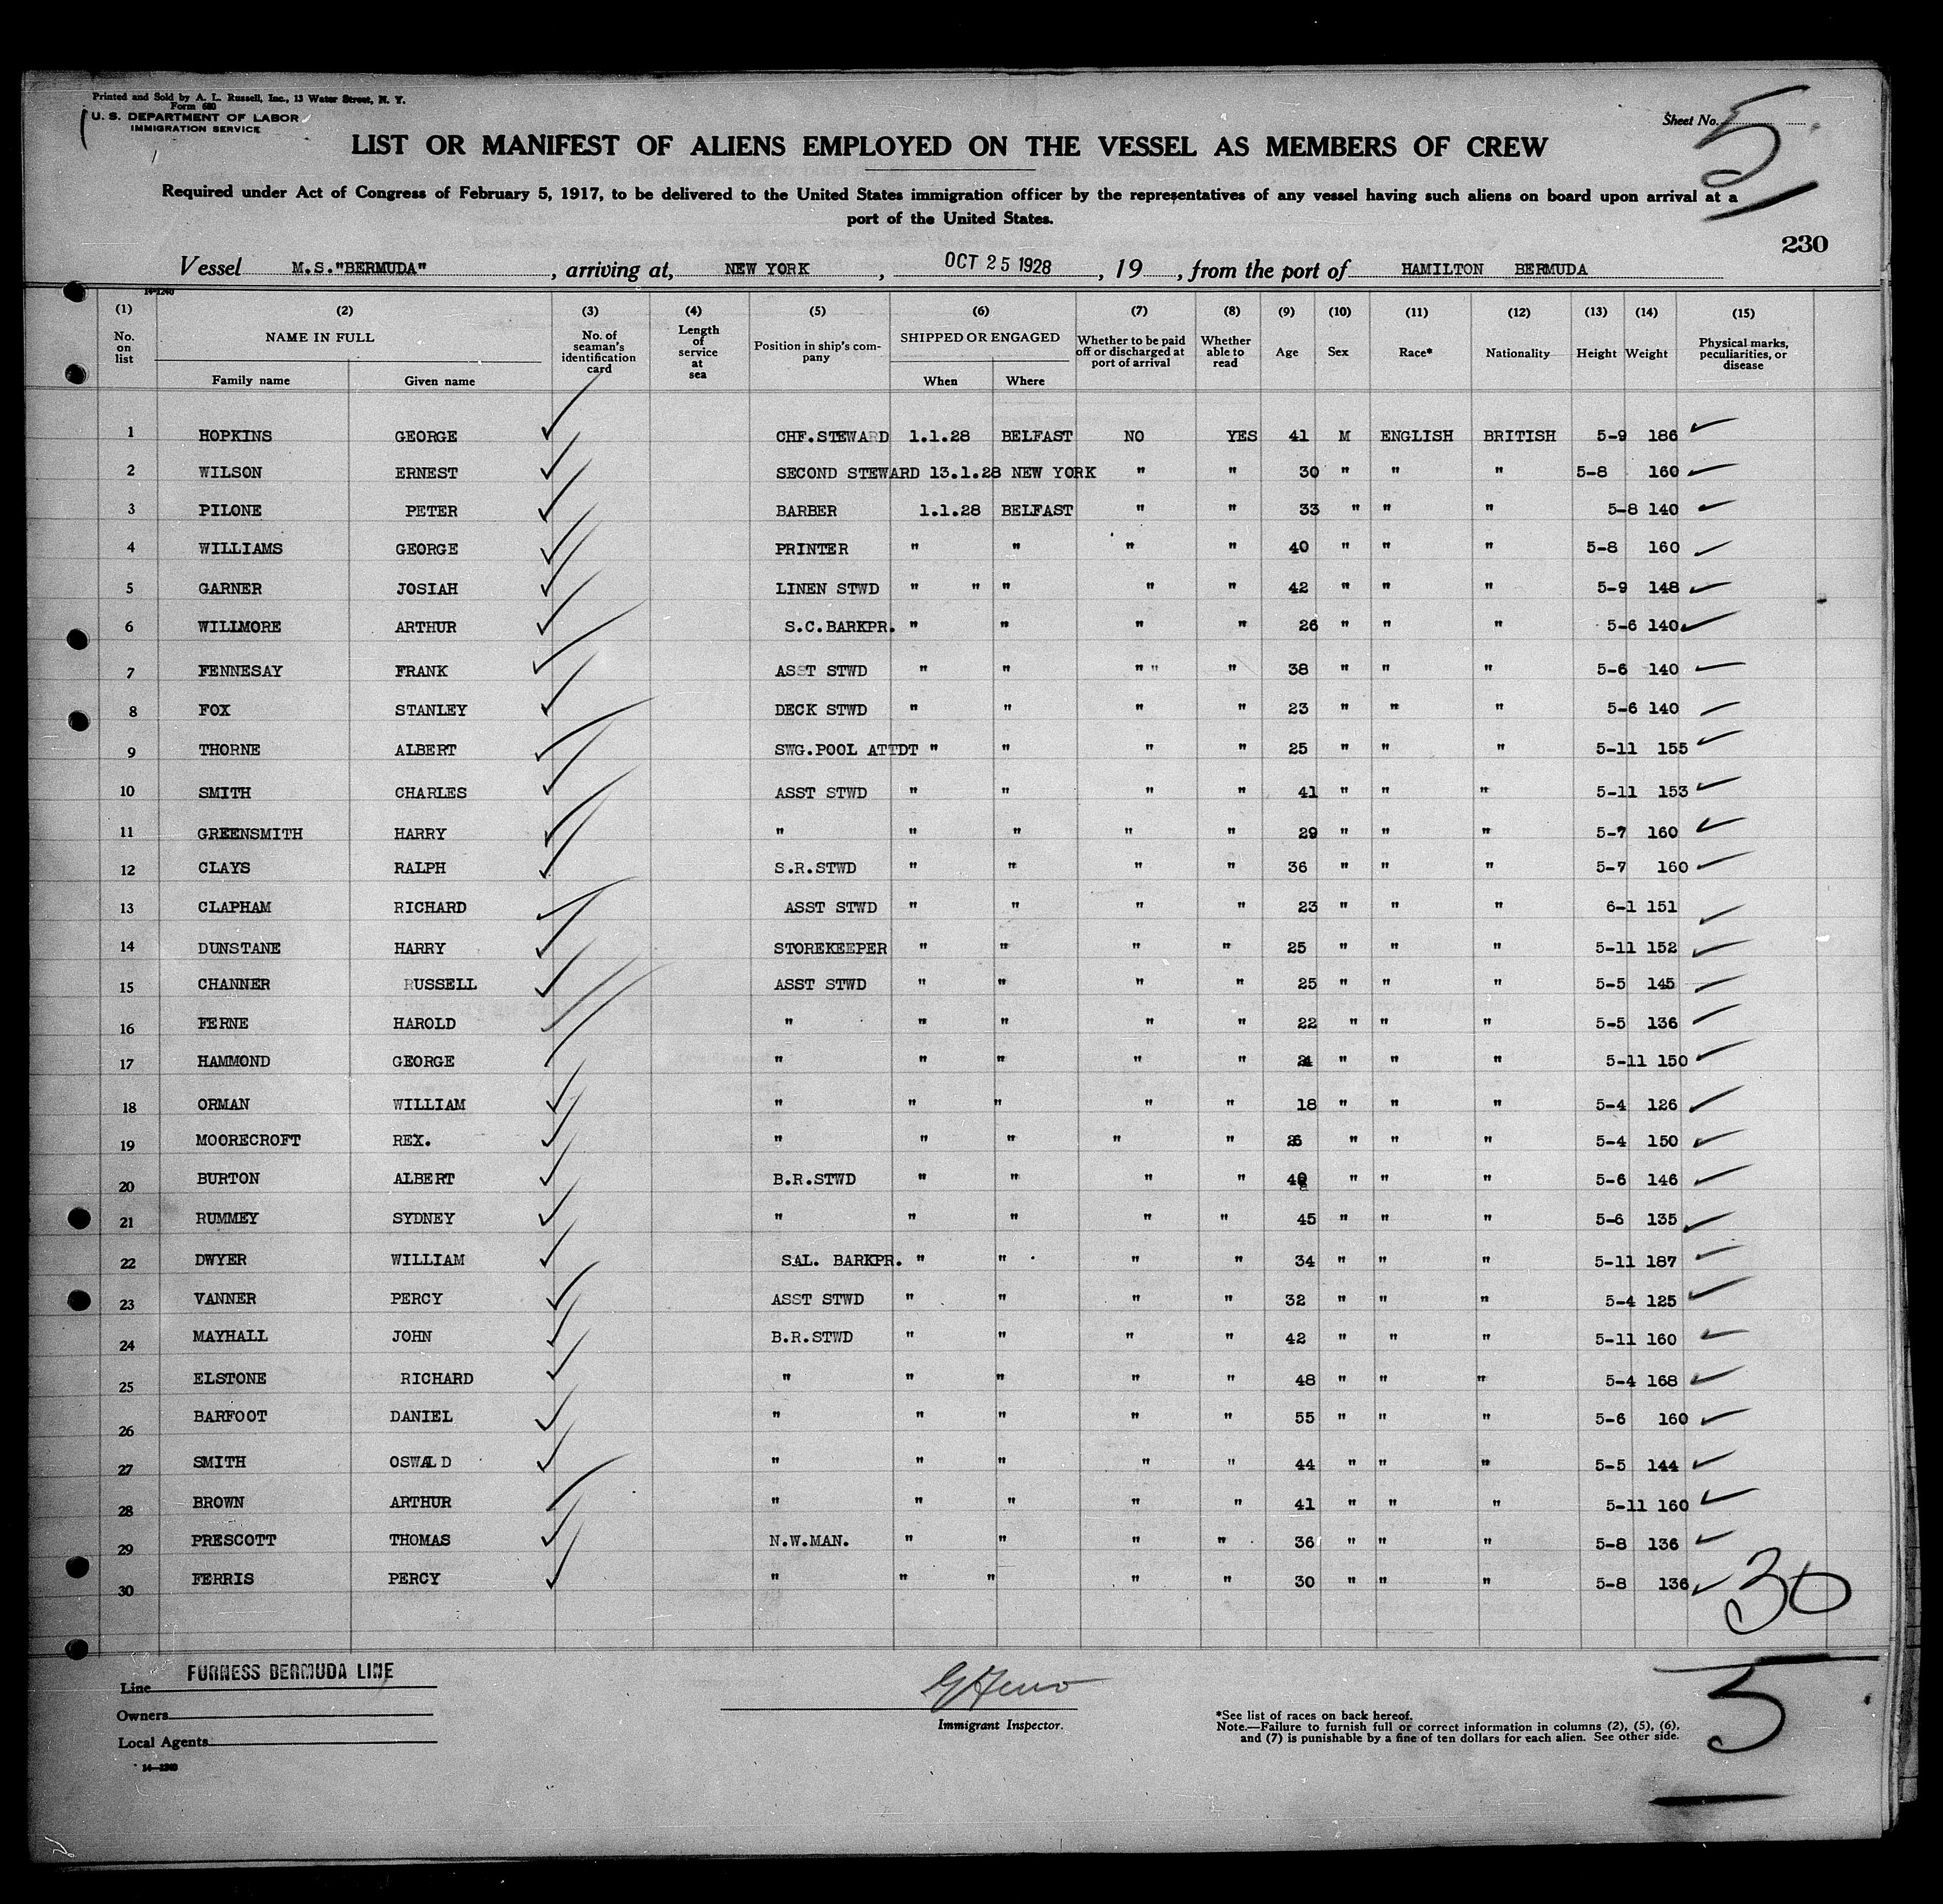 Printed and Sold by A. L. Russell, Inc., 13 Water Street, N. Y.
Form 680
U. S. DEPARTMENT OF LABOR
IMMIGRATION SERVICE
Sheet No. 5
LIST OR MANIFEST OF ALIENS EMPLOYED ON THE VESSEL AS MEMBERS OF CREW
Required under Act of Congress of February 5, 1917, to be delivered to the United States immigration officer by the representatives of any vessel having such aliens on board upon arrival at a
port of the United States.
230
Vessel M.S."BERMUDA" , arriving at, NEW YORK , OCT 25 1928 , 19 , from the port of HAMILTON BERMUDA
14-1240
(1) (2) (3) (4) (5) (6) (7) (8) (9) (10) (11) (12) (13) (14) (15)
No. on list NAME IN FULL Family name Given name No. of seaman's identification card Length of service at sea Position in ship's company SHIPPED OR ENGAGED When Where Whether to be paid off or discharged at port of arrival Whether able to read Age Sex Race* Nationality Height Weight Physical marks, peculiarities, or disease
1 HOPKINS GEORGE CHF.STEWARD 1.1.28 BELFAST NO YES 41 M ENGLISH BRITISH 5-9 186
2 WILSON ERNEST SECOND STEWARD 13.1.28 NEW YORK " " 30 " " " 5-8 160
3 PILONE PETER BARBER 1.1.28 BELFAST " " 33 " " " 5-8 140
4 WILLIAMS GEORGE PRINTER " " " " 40 " " " 5-8 160
5 GARNER JOSIAH LINEN STWD " " " " " 42 " " " 5-9 148
6 WILLMORE ARTHUR S.C.BARKPR. " " " " 26 " " " 5-6 140
7 FENNESAY FRANK ASST STWD " " " " " 38 " " " 5-6 140
8 FOX STANLEY DECK STWD " " " " 23 " " " 5-6 140
9 THORNE ALBERT SWG.POOL ATTDT " " " " 25 " " " 5-11 155
10 SMITH CHARLES ASST STWD " " " " 41 " " " 5-11 153
11 GREENSMITH HARRY " " " " " 29 " " " 5-7 160
12 CLAYS RALPH S.R.STWD " " " " 36 " " " 5-7 160
13 CLAPHAM RICHARD ASST STWD " " " " 23 " " " 6-1 151
14 DUNSTANE HARRY STOREKEEPER " " " " 25 " " " 5-11 152
15 CHANNER RUSSELL ASST STWD " " " " 25 " " " 5-5 145
16 FERNE HAROLD " " " " " 22 " " " 5-5 136
17 HAMMOND GEORGE " " " " " " " " 5-11 150
18 ORMAN WILLIAM " " " " " 18 " " " 5-4 126
19 MOORECROFT REX. " " " " " " " " 5-4 150
20 BURTON ALBERT B.R.STWD " " " " " " " 5-6 146
21 RUMMEY SYDNEY " " " " " 45 " " " 5-6 135
22 DWYER WILLIAM SAL. BARKPR. " " " " 34 " " " 5-11 187
23 VANNER PERCY ASST STWD " " " " 32 " " " 5-4 125
24 MAYHALL JOHN B.R.STWD " " " " 42 " " " 5-11 160
25 ELSTONE RICHARD " " " " " 48 " " " 5-4 168
26 BARFOOT DANIEL " " " " " 55 " " " 5-6 160
27 SMITH OSWALD " " " " " 44 " " " 5-5 144
28 BROWN ARTHUR " " " " " 41 " " " 5-11 160
29 PRESCOTT THOMAS N.W.MAN. " " " " 36 " " " 5-8 136
30 FERRIS PERCY " " " " " 30 " " " 5-8 136
30
Line FURNESS BERMUDA LINE
Owners
Local Agents
14-1240
Immigrant Inspector.
*See list of races on back hereof.
Note.—Failure to furnish full or correct information in columns (2), (5), (6),
and (7) is punishable by a fine of ten dollars for each alien. See other side.
5